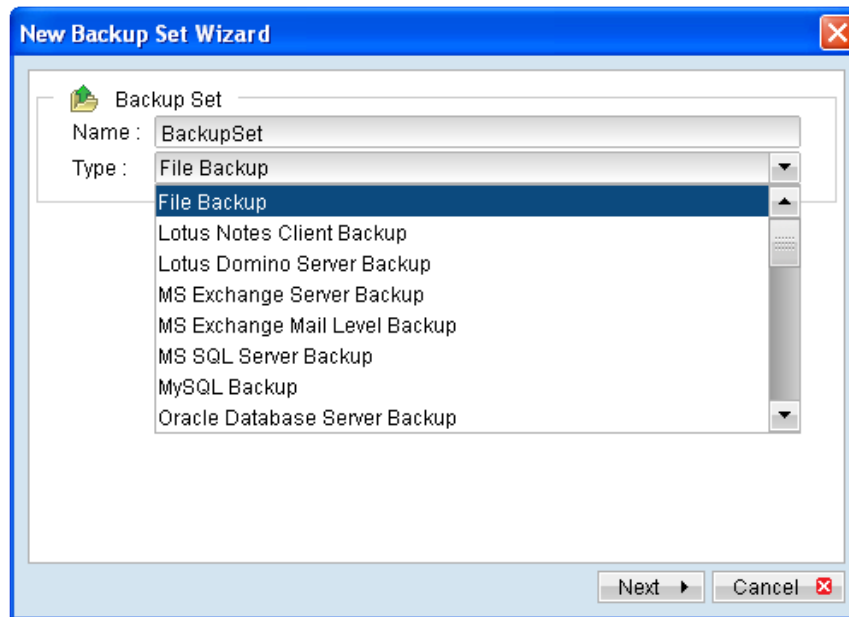 New Backup Set Wizard
Backup Set
Name : BackupSet
Type : File Backup
File Backup
Lotus Notes Client Backup
Lotus Domino Server Backup
MS Exchange Server Backup
MS Exchange Mail Level Backup
MS SQL Server Backup
MySQL Backup
Oracle Database Server Backup
Next Cancel